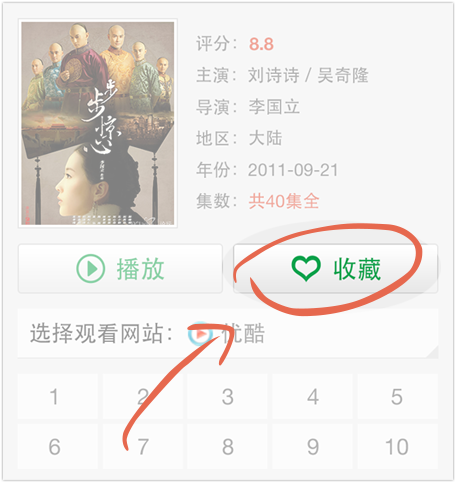 步步惊心
评分：8.8
主演：刘诗诗 / 吴奇隆
导演：李国立
地区：大陆
年份：2011-09-21
集数：共40集全
播放
收藏
选择观看网站：优酷
1 2 3 4 5
6 7 8 9 10